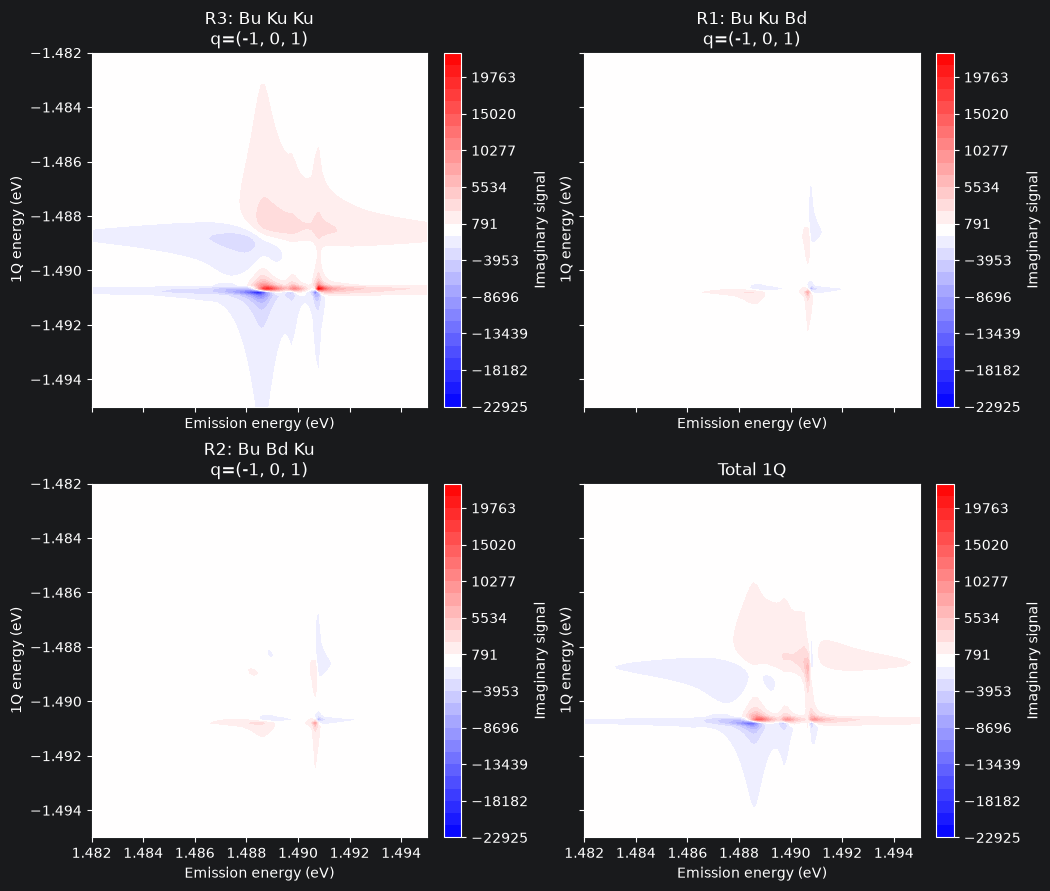 R3: Bu Ku Ku
q=(-1, 0, 1)
−1.482
−1.484
−1.486
−1.488
−1.490
−1.492
−1.494
1Q energy (eV)
Emission energy (eV)
19763
15020
10277
5534
791
−3953
−8696
−13439
−18182
−22925
Imaginary signal
R1: Bu Ku Bd
q=(-1, 0, 1)
1Q energy (eV)
Emission energy (eV)
19763
15020
10277
5534
791
−3953
−8696
−13439
−18182
−22925
Imaginary signal
R2: Bu Bd Ku
q=(-1, 0, 1)
−1.482
−1.484
−1.486
−1.488
−1.490
−1.492
−1.494
1Q energy (eV)
1.482 1.484 1.486 1.488 1.490 1.492 1.494
Emission energy (eV)
19763
15020
10277
5534
791
−3953
−8696
−13439
−18182
−22925
Imaginary signal
Total 1Q
1Q energy (eV)
1.482 1.484 1.486 1.488 1.490 1.492 1.494
Emission energy (eV)
19763
15020
10277
5534
791
−3953
−8696
−13439
−18182
−22925
Imaginary signal